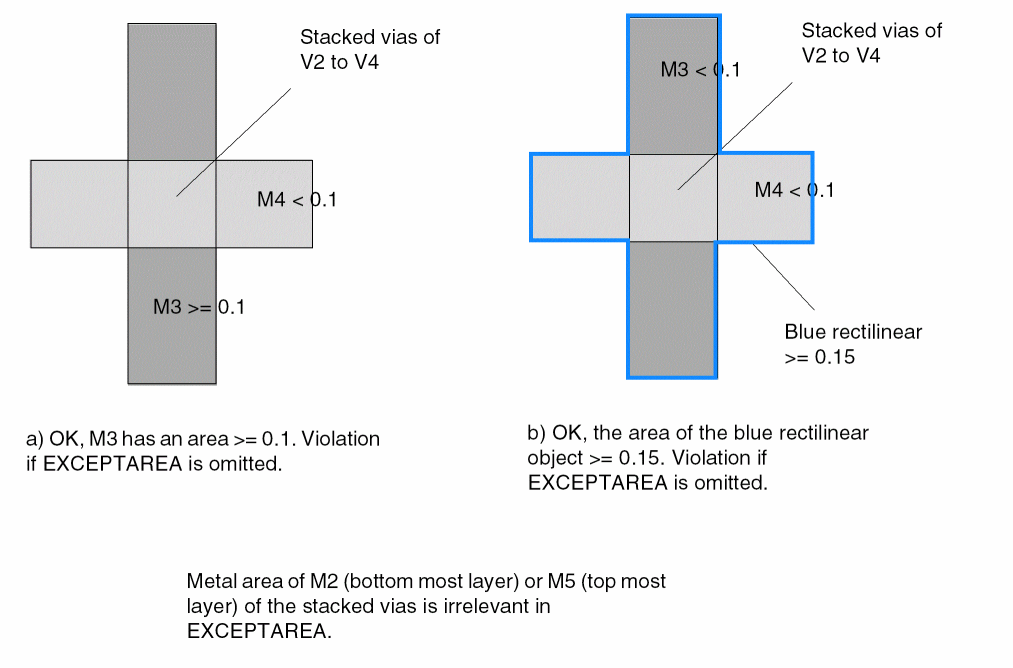 Stacked vias of
V2 to V4
M4 < 0.1
M3 >= 0.1
a) OK, M3 has an area >= 0.1. Violation
if EXCEPTAREA is omitted.
Stacked vias of
V2 to V4
M3 < 0.1
M4 < 0.1
Blue rectilinear
>= 0.15
b) OK, the area of the blue rectilinear
object >= 0.15. Violation if
EXCEPTAREA is omitted.
Metal area of M2 (bottom most layer) or M5 (top most
layer) of the stacked vias is irrelevant in
EXCEPTAREA.